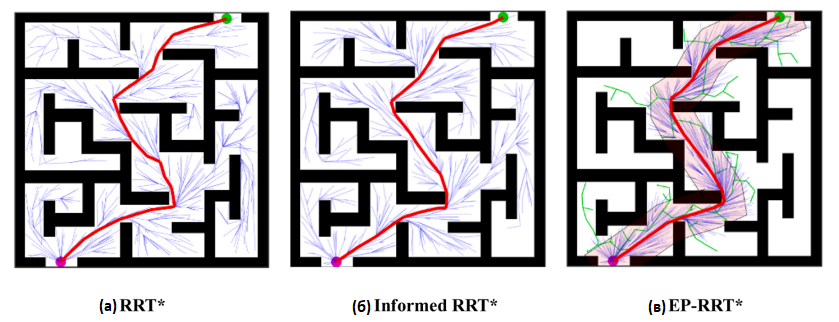 (а) RRT*
(б) Informed RRT*
(в) EP-RRT*